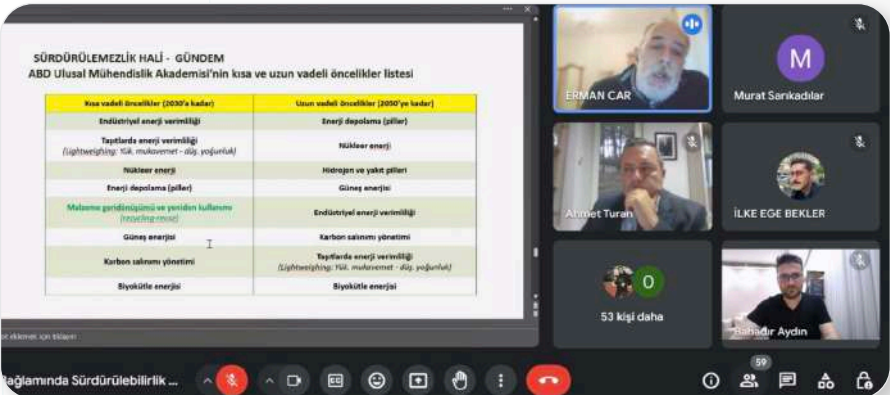 SÜRDÜRÜLEMEZLİK HALİ - GÜNDEM
ABD Ulusal Mühendislik Akademisi'nin kısa ve uzun vadeli öncelikler listesi
Kısa vadeli öncelikler (2030'a kadar)
Uzun vadeli öncelikler (2050'ye kadar)
Endüstriyel enerji verimliliği
Enerji depolama (piller)
Taşıtlarda enerji verimliliği
(Lightweighing: Yük. mukavemet - düş. yoğunluk)
Nükleer enerji
Nükleer enerji
Hidrojen ve yakıt pilleri
Enerji depolama (piller)
Güneş enerjisi
Malzeme geridönüşümü ve yeniden kullanımı
(recycling-reuse)
Endüstriyel enerji verimliliği
Güneş enerjisi
Karbon salınımı yönetimi
Karbon salınımı yönetimi
Taşıtlarda enerji verimliliği
(Lightweighing: Yük. mukavemet - düş. yoğunluk)
Biyokütle enerjisi
Biyokütle enerjisi
ERMAN CAR
M
Murat Sarıkadılar
Ahmet Turan
İLKE EGE BEKLER
O
53 kişi daha
Bahadır Aydın
eklemek için tıklayın
bağlamında Sürdürülebilirlik ...
59